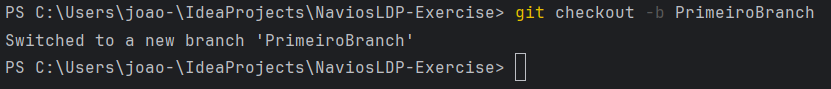 PS C:\Users\joao-\IdeaProjects\NaviosLDP-Exercise> git checkout -b PrimeiroBranch
Switched to a new branch 'PrimeiroBranch'
PS C:\Users\joao-\IdeaProjects\NaviosLDP-Exercise>